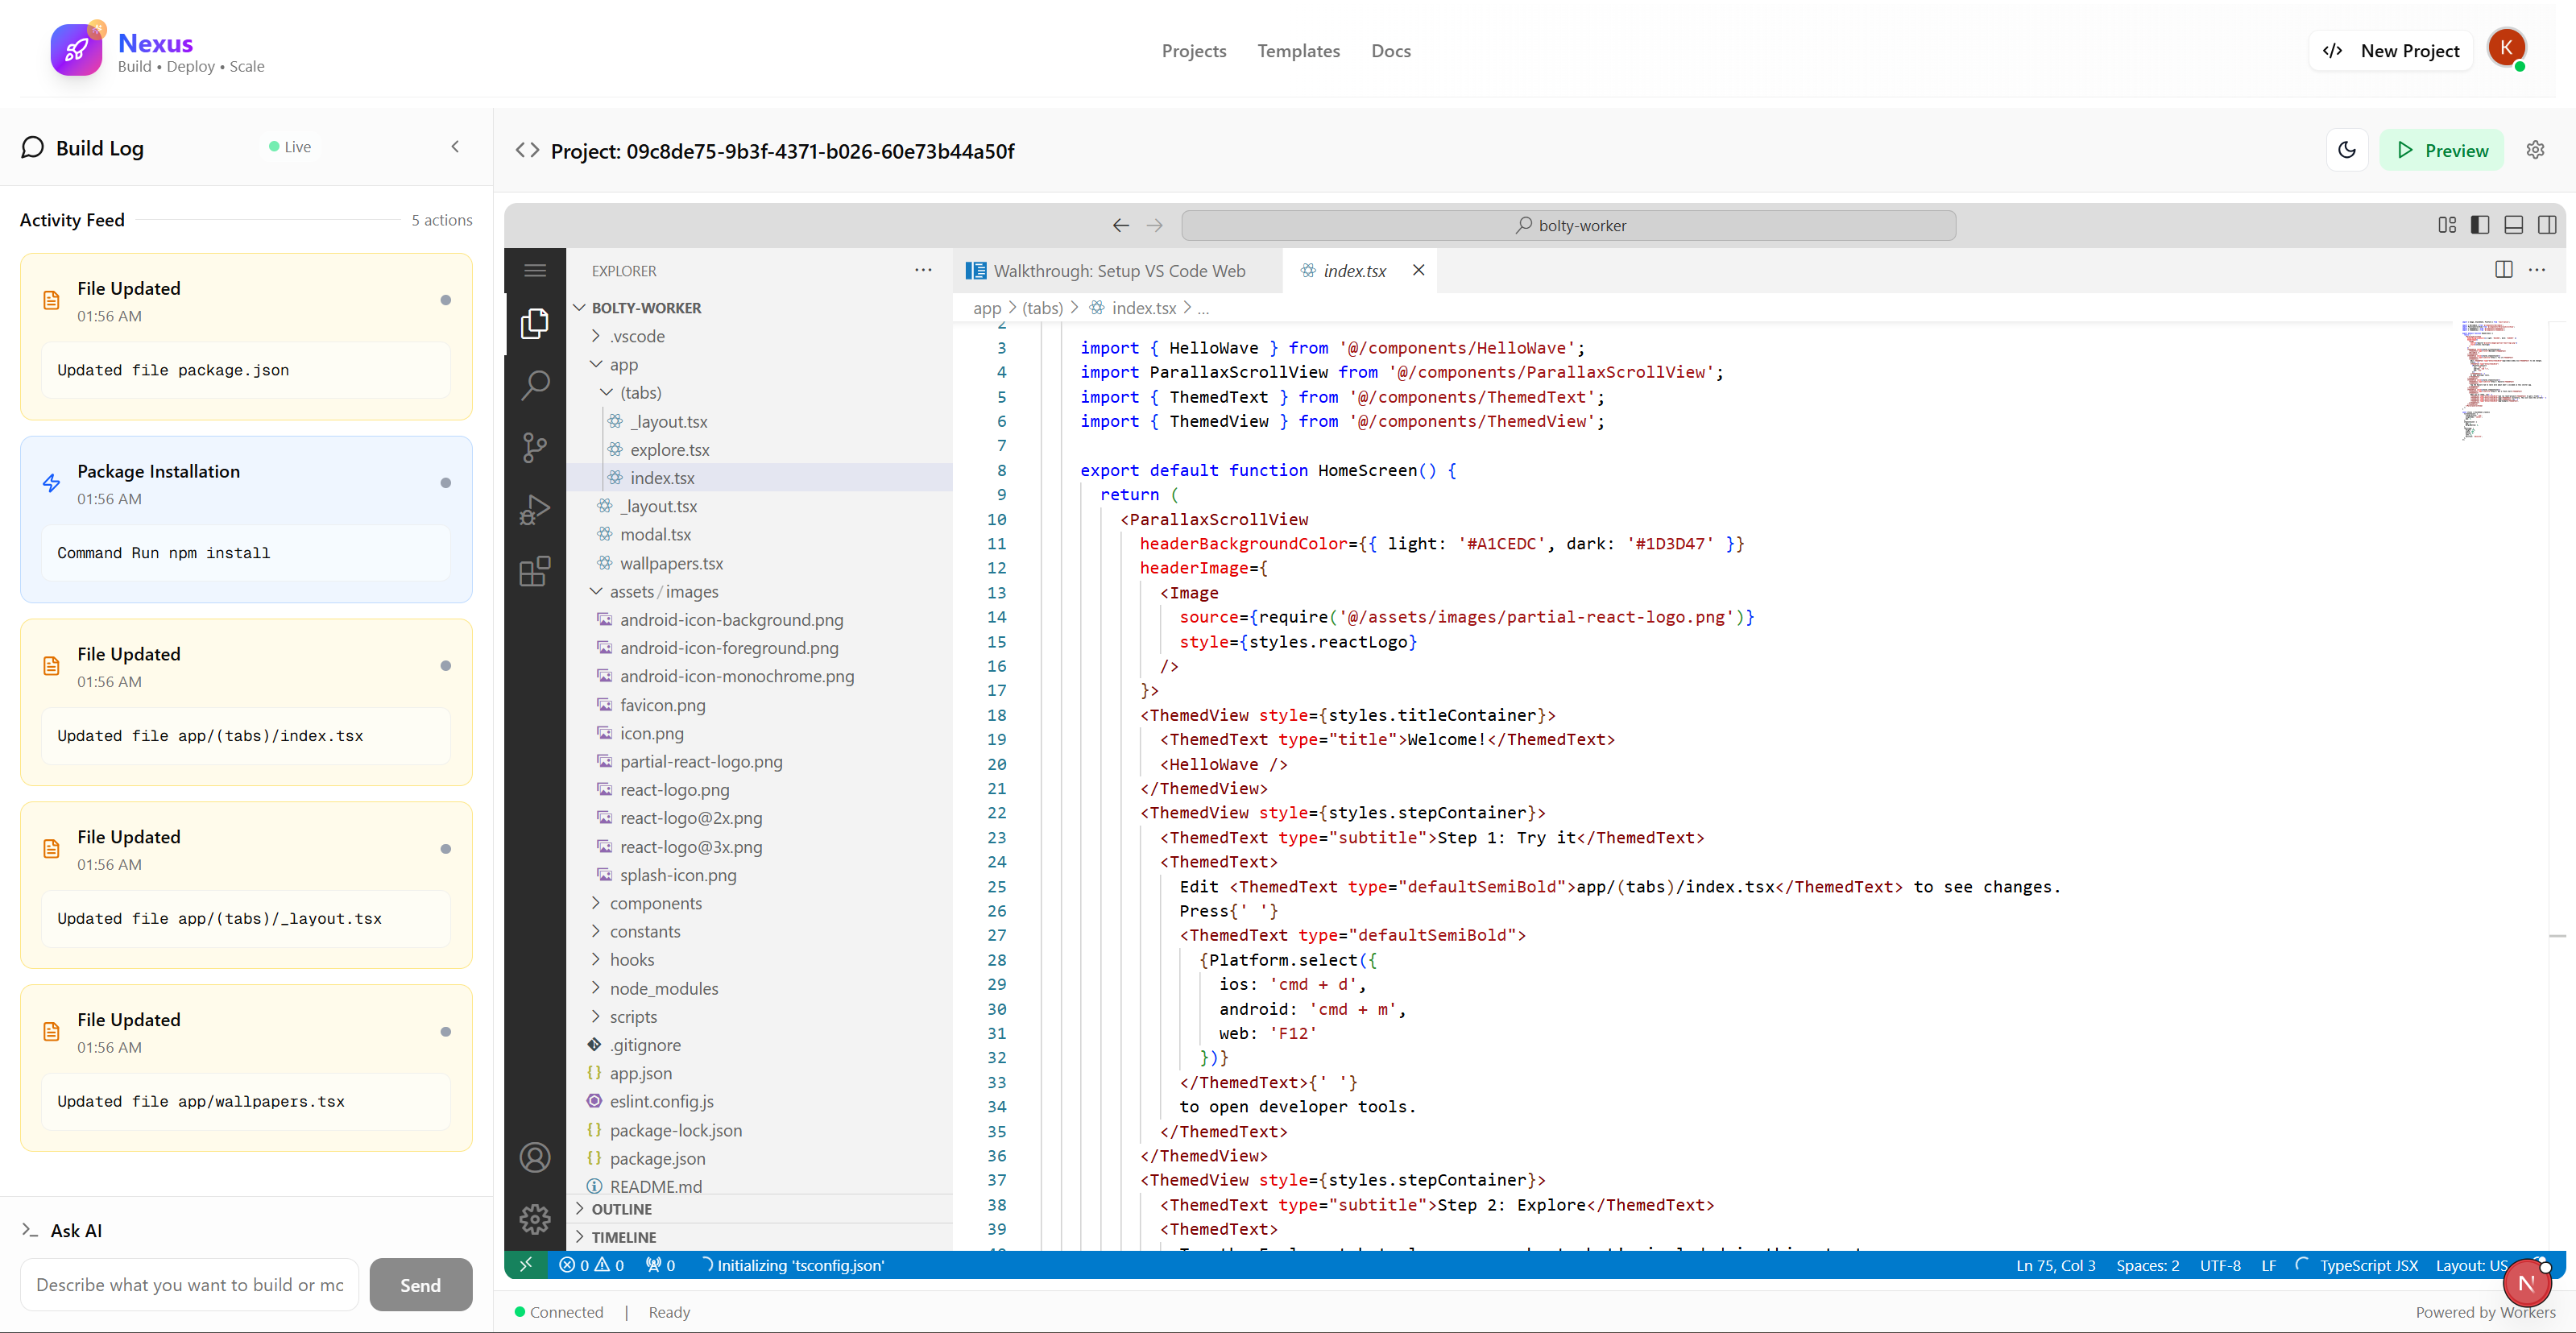 Nexus
Build • Deploy • Scale
Projects Templates Docs
</> New Project
K
Build Log
Live
Project: 09c8de75-9b3f-4371-b026-60e73b44a50f
Preview
Activity Feed
5 actions
File Updated
01:56 AM
Updated file package.json
Package Installation
01:56 AM
Command Run npm install
File Updated
01:56 AM
Updated file app/(tabs)/index.tsx
File Updated
01:56 AM
Updated file app/(tabs)/_layout.tsx
File Updated
01:56 AM
Updated file app/wallpapers.tsx
Ask AI
Describe what you want to build or mc
Send
bolty-worker
EXPLORER
BOLTY-WORKER
.vscode
app
(tabs)
_layout.tsx
explore.tsx
index.tsx
_layout.tsx
modal.tsx
wallpapers.tsx
assets/images
android-icon-background.png
android-icon-foreground.png
android-icon-monochrome.png
favicon.png
icon.png
partial-react-logo.png
react-logo.png
react-logo@2x.png
react-logo@3x.png
splash-icon.png
components
constants
hooks
node_modules
scripts
.gitignore
app.json
eslint.config.js
package-lock.json
package.json
README.md
OUTLINE
TIMELINE
Walkthrough: Setup VS Code Web
index.tsx
app > (tabs) > index.tsx > ...
2
3 import { HelloWave } from '@/components/HelloWave';
4 import ParallaxScrollView from '@/components/ParallaxScrollView';
5 import { ThemedText } from '@/components/ThemedText';
6 import { ThemedView } from '@/components/ThemedView';
7
8 export default function HomeScreen() {
9 return (
10 <ParallaxScrollView
11 headerBackgroundColor={{ light: '#A1CEDC', dark: '#1D3D47' }}
12 headerImage={
13 <Image
14 source={require('@/assets/images/partial-react-logo.png')}
15 style={styles.reactLogo}
16 />
17 }>
18 <ThemedView style={styles.titleContainer}>
19 <ThemedText type="title">Welcome!</ThemedText>
20 <HelloWave />
21 </ThemedView>
22 <ThemedView style={styles.stepContainer}>
23 <ThemedText type="subtitle">Step 1: Try it</ThemedText>
24 <ThemedText>
25 Edit <ThemedText type="defaultSemiBold">app/(tabs)/index.tsx</ThemedText> to see changes.
26 Press{' '}
27 <ThemedText type="defaultSemiBold">
28 {Platform.select({
29 ios: 'cmd + d',
30 android: 'cmd + m',
31 web: 'F12'
32 })}
33 </ThemedText>{' '}
34 to open developer tools.
35 </ThemedText>
36 </ThemedView>
37 <ThemedView style={styles.stepContainer}>
38 <ThemedText type="subtitle">Step 2: Explore</ThemedText>
39 <ThemedText>
0 0 0 Initializing 'tsconfig.json'
Ln 75, Col 3 Spaces: 2 UTF-8 LF TypeScript JSX Layout: US
N
Connected | Ready
Powered by Workers